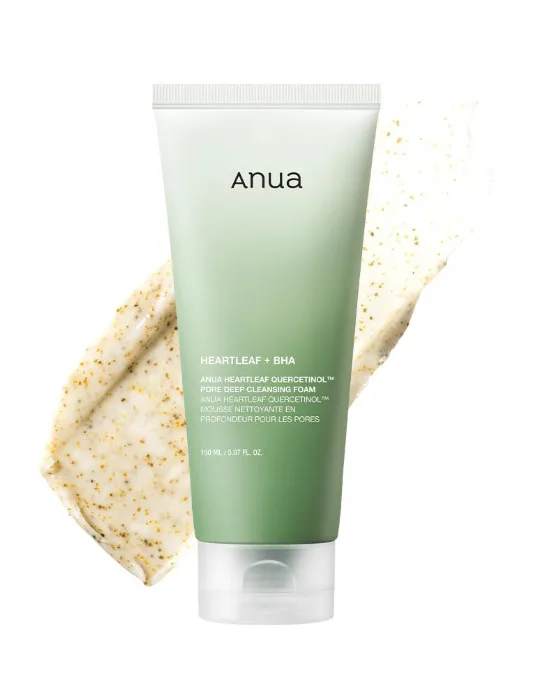 Anua
HEARTLEAF + BHA
ANUA HEARTLEAF QUERCETINOL™
PORE DEEP CLEANSING FOAM
ANUA HEARTLEAF QUERCETINOL™
MOUSSE NETTOYANTE EN
PROFONDEUR POUR LES PORES
150 ML / 5.07 FL. OZ.